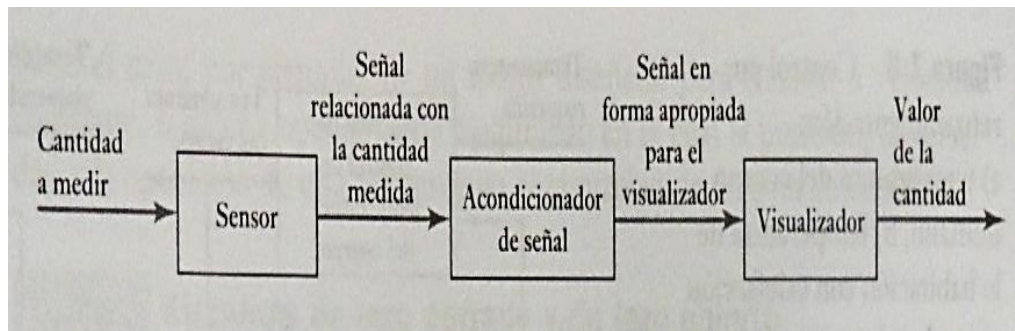 Cantidad
a medir
Sensor
Señal
relacionada con
la cantidad
medida
Acondicionador
de señal
Señal en
forma apropiada
para el
visualizador
Visualizador
Valor
de la
cantidad